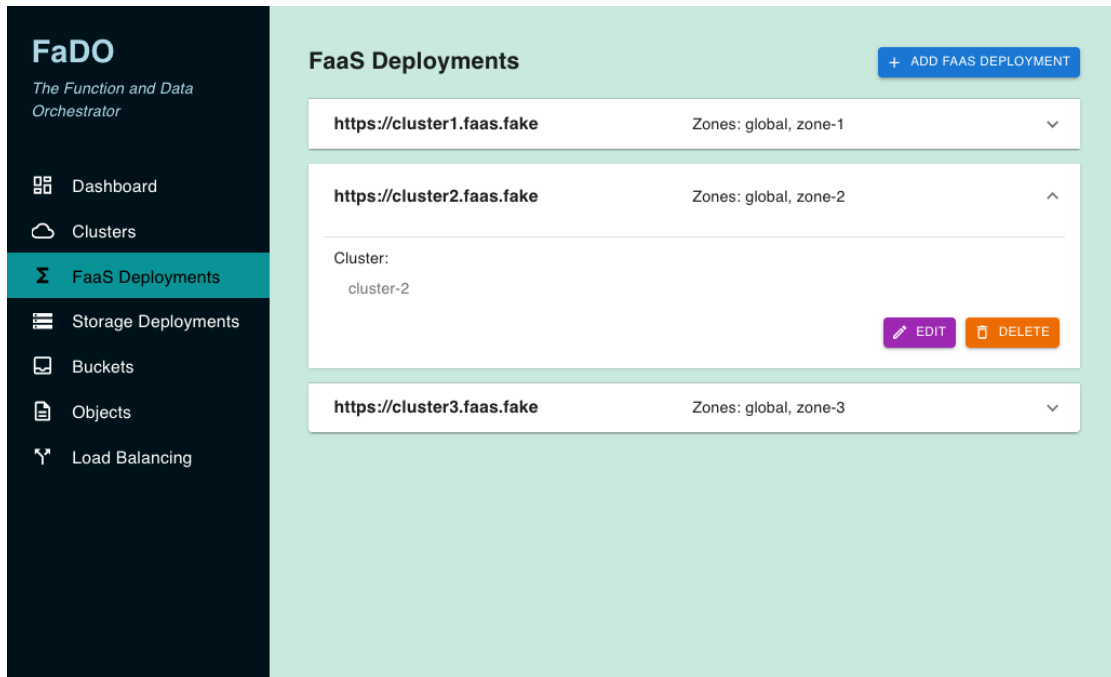 FaDO
The Function and Data
Orchestrator
Dashboard
Clusters
FaaS Deployments
Storage Deployments
Buckets
Objects
Load Balancing
FaaS Deployments
+ ADD FAAS DEPLOYMENT
https://cluster1.faas.fake Zones: global, zone-1
https://cluster2.faas.fake Zones: global, zone-2
Cluster:
cluster-2
EDIT DELETE
https://cluster3.faas.fake Zones: global, zone-3